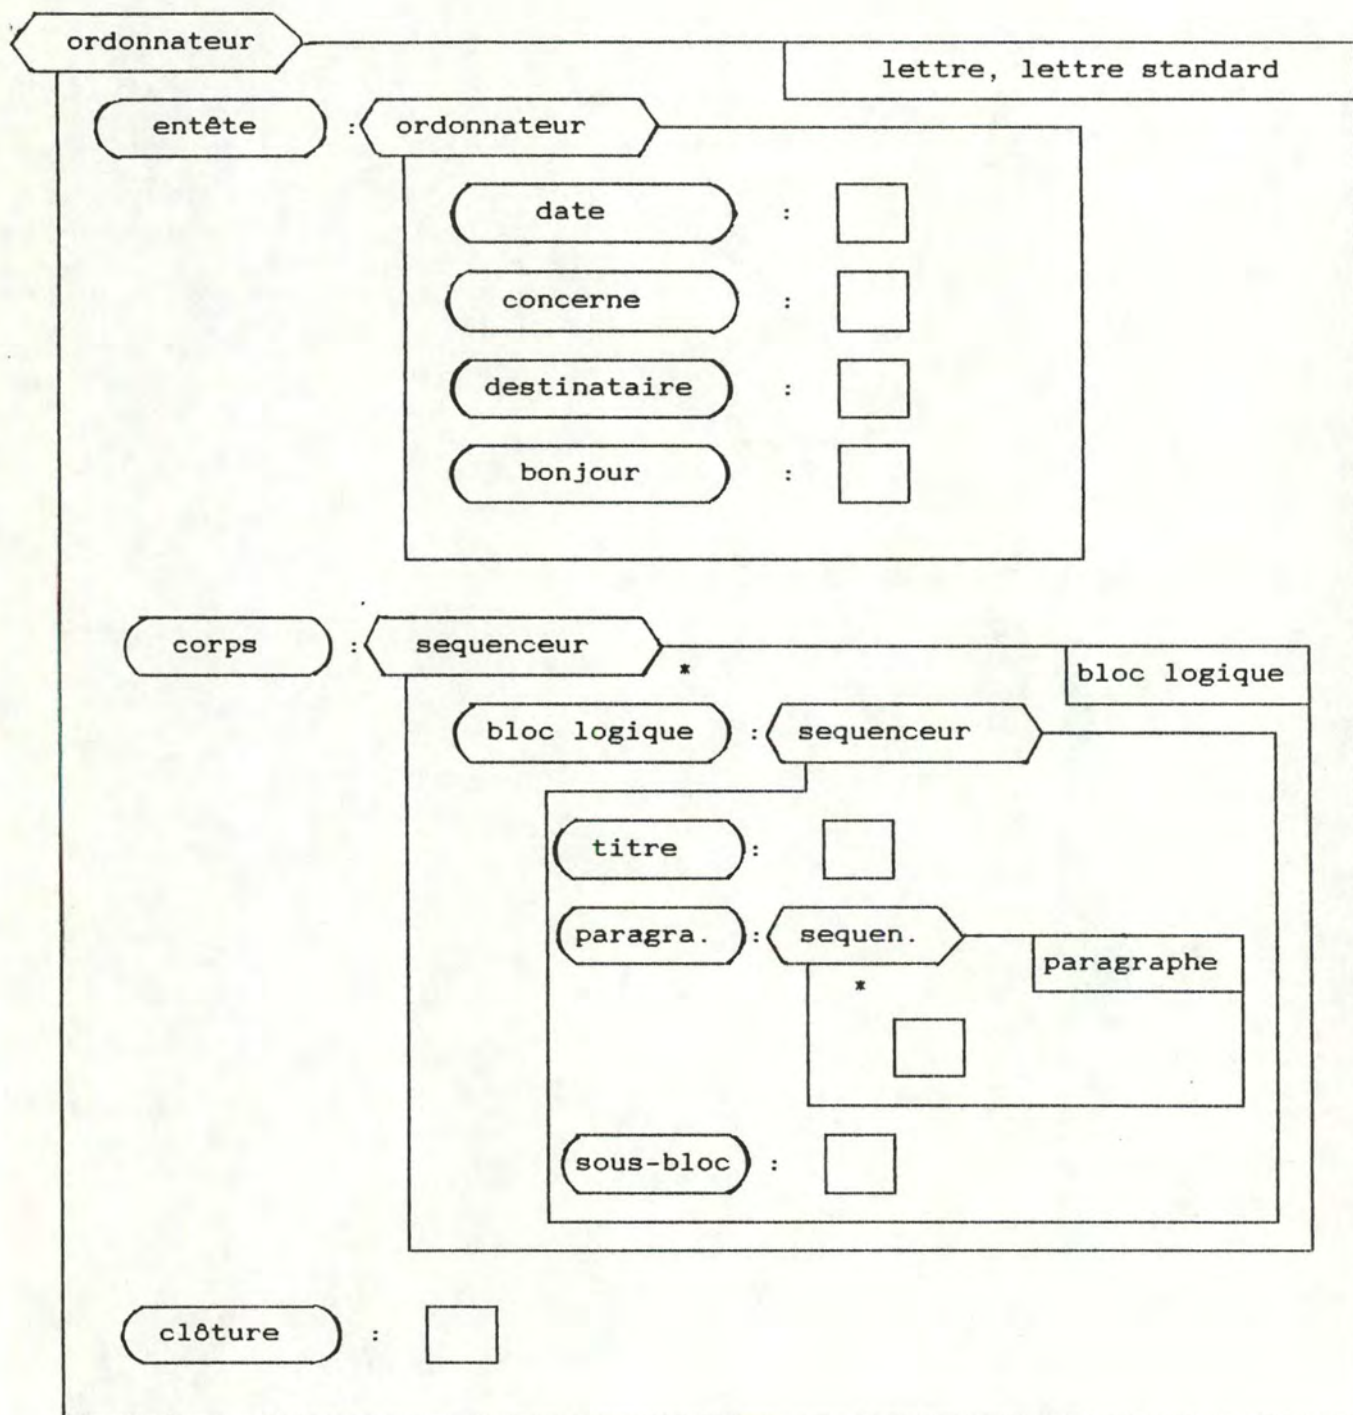 ordonnateur
lettre, lettre standard
entête : ordonnateur
date :
concerne :
destinataire :
bonjour :
corps : sequenceur
*
bloc logique
bloc logique : sequenceur
titre :
paragra. : sequen.
paragraphe
*
sous-bloc :
clôture :